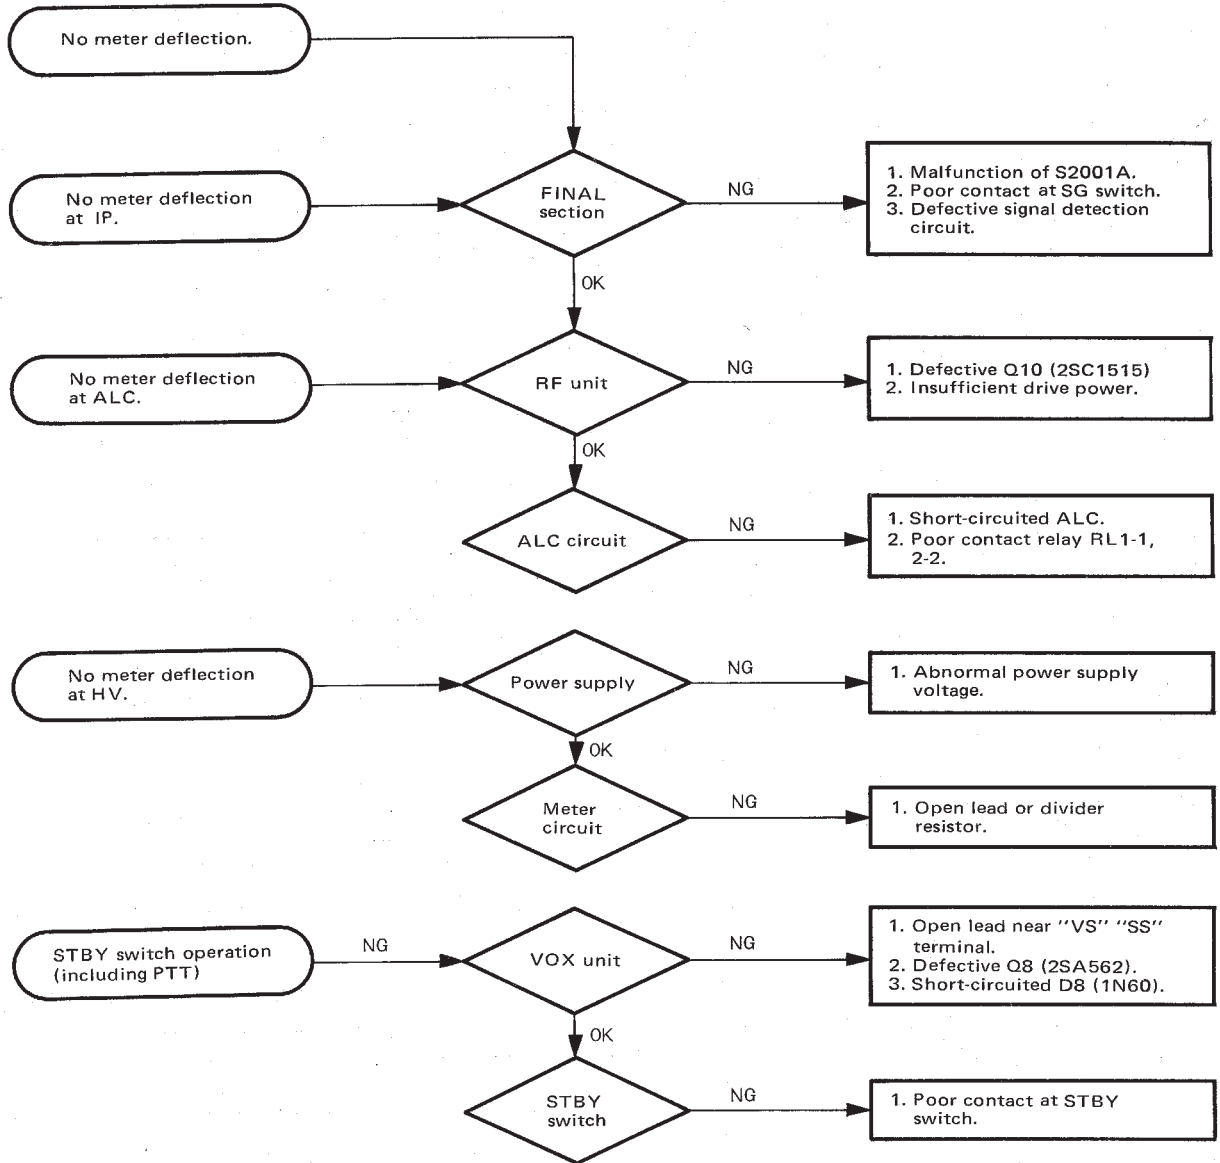 No meter deflection.
No meter deflection
at IP.
FINAL
section
NG
1. Malfunction of S2001A.
2. Poor contact at SG switch.
3. Defective signal detection
circuit.
OK
No meter deflection
at ALC.
RF unit
NG
1. Defective Q10 (2SC1515)
2. Insufficient drive power.
OK
ALC circuit
NG
1. Short-circuited ALC.
2. Poor contact relay RL1-1,
2-2.
No meter deflection
at HV.
Power supply
NG
1. Abnormal power supply
voltage.
OK
Meter
circuit
NG
1. Open lead or divider
resistor.
STBY switch operation
(including PTT)
NG
VOX unit
NG
1. Open lead near "VS" "SS"
terminal.
2. Defective Q8 (2SA562).
3. Short-circuited D8 (1N60).
OK
STBY
switch
NG
1. Poor contact at STBY
switch.